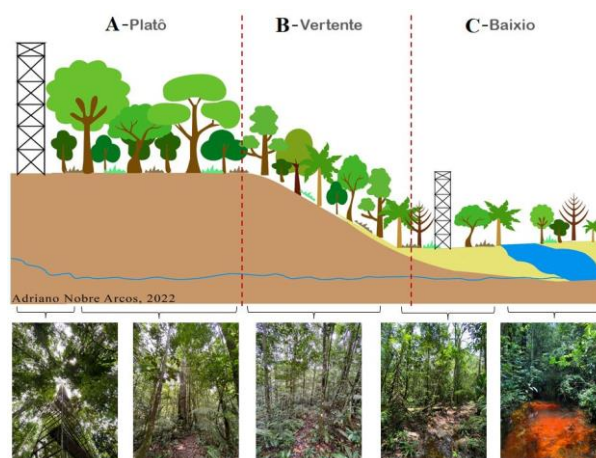 A-Platô
B-Vertente
C-Baixio
Adriano Nobre Arcos, 2022